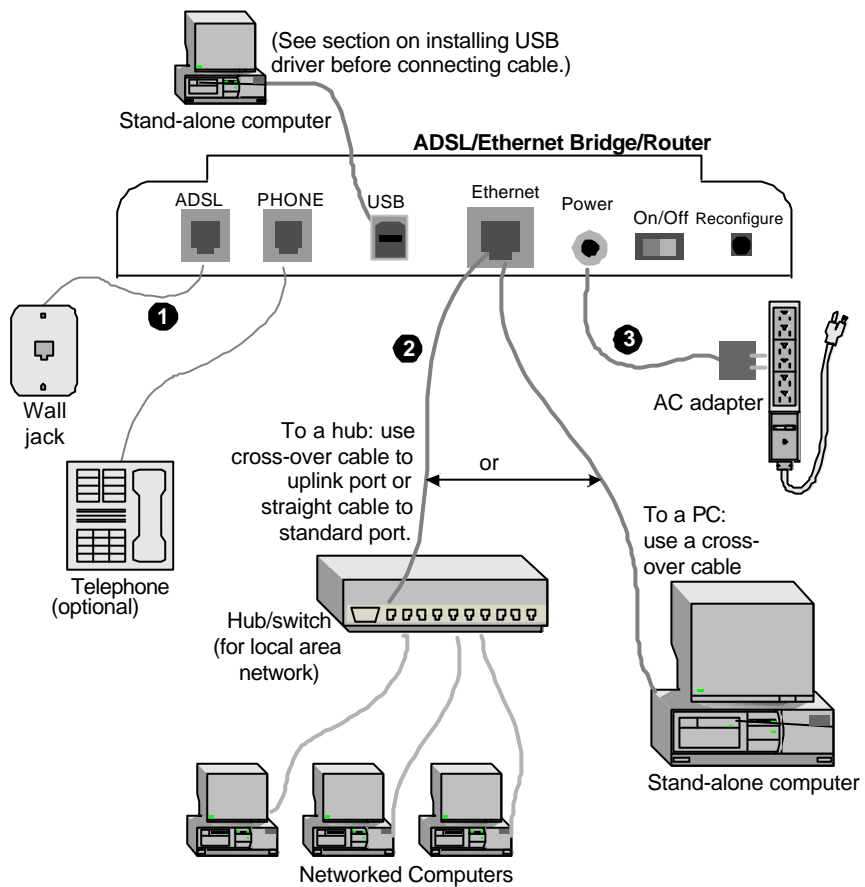 (See section on installing USB
driver before connecting cable.)
Stand-alone computer
ADSL/Ethernet Bridge/Router
ADSL
PHONE
USB
Ethernet
Power
On/Off
Reconfigure
1
2
3
Wall
jack
AC adapter
To a hub: use
cross-over cable to
uplink port or
straight cable to
standard port.
or
To a PC:
use a cross-
over cable
Telephone
(optional)
Hub/switch
(for local area
network)
Stand-alone computer
Networked Computers